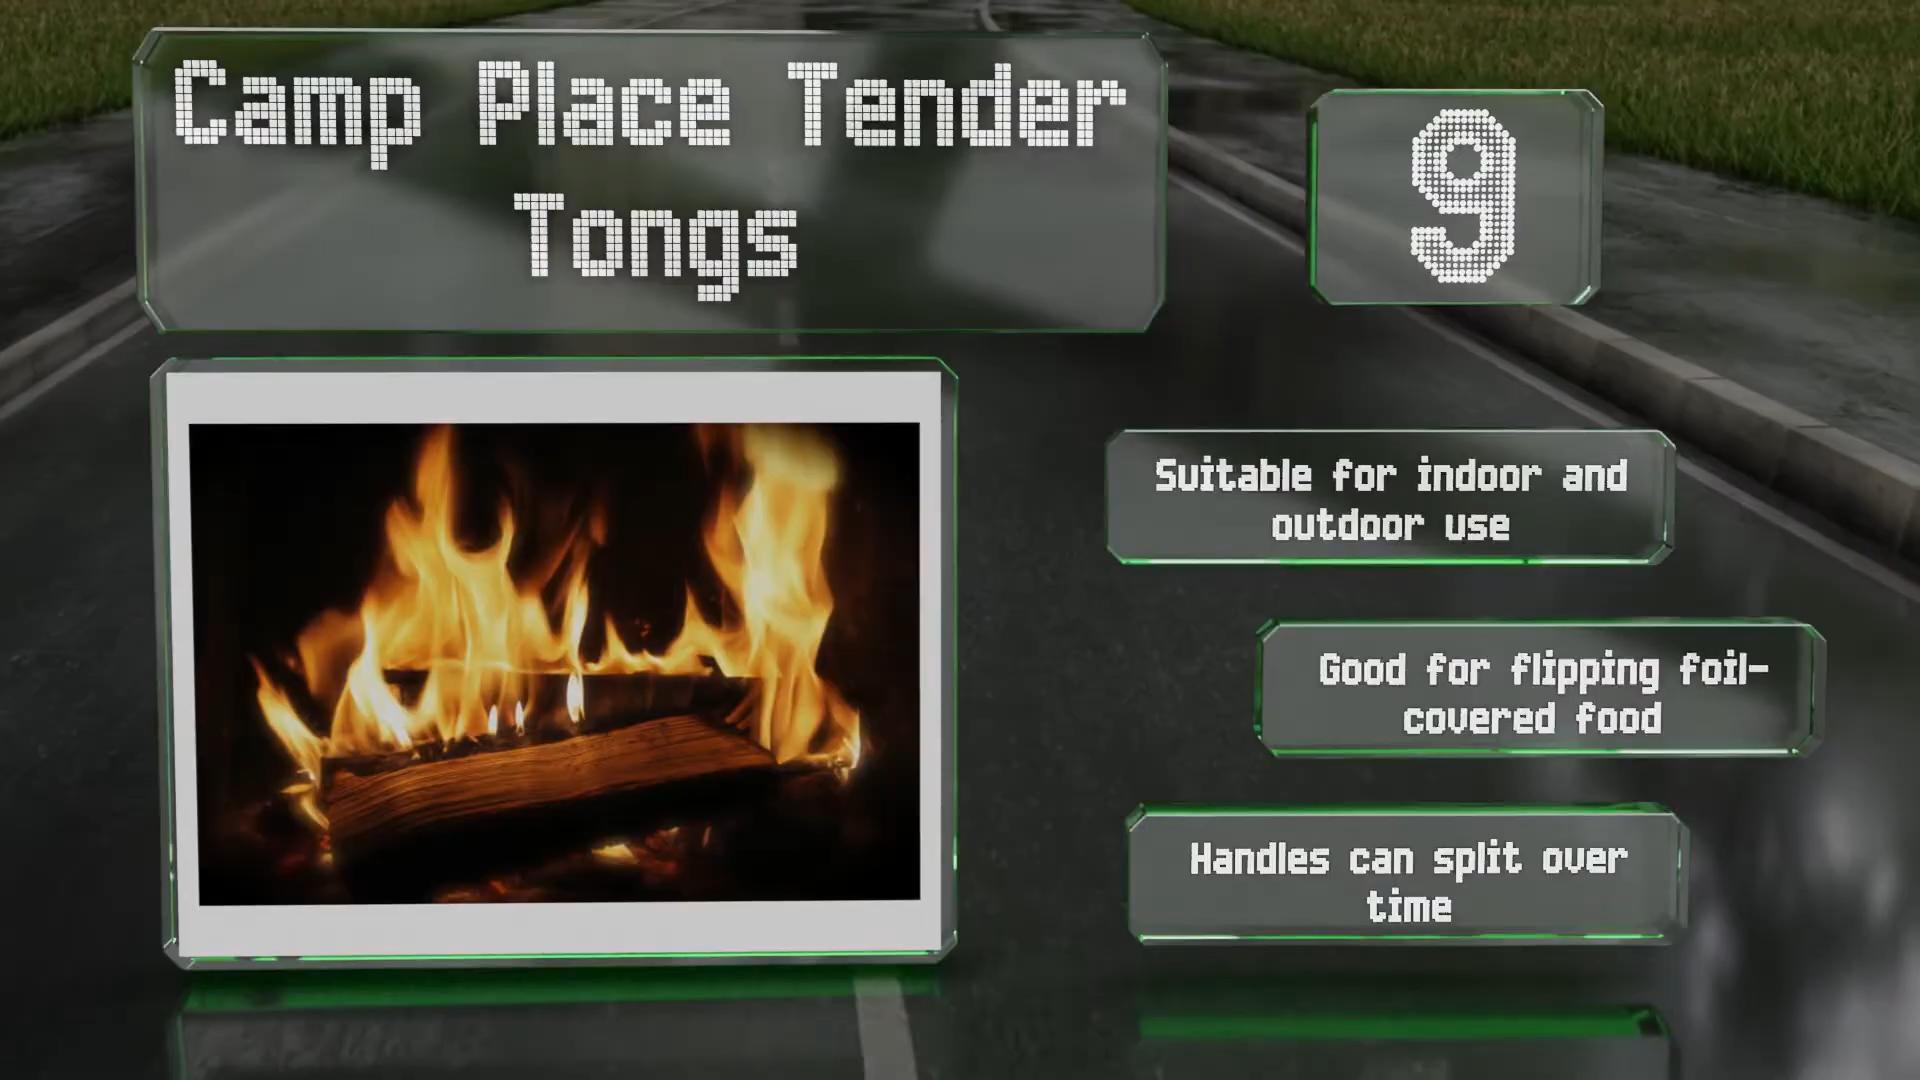 Camp Place Tender
Tongs
9
Suitable for indoor and
outdoor use
Good for flipping foil-
covered food
Handles can split over
time